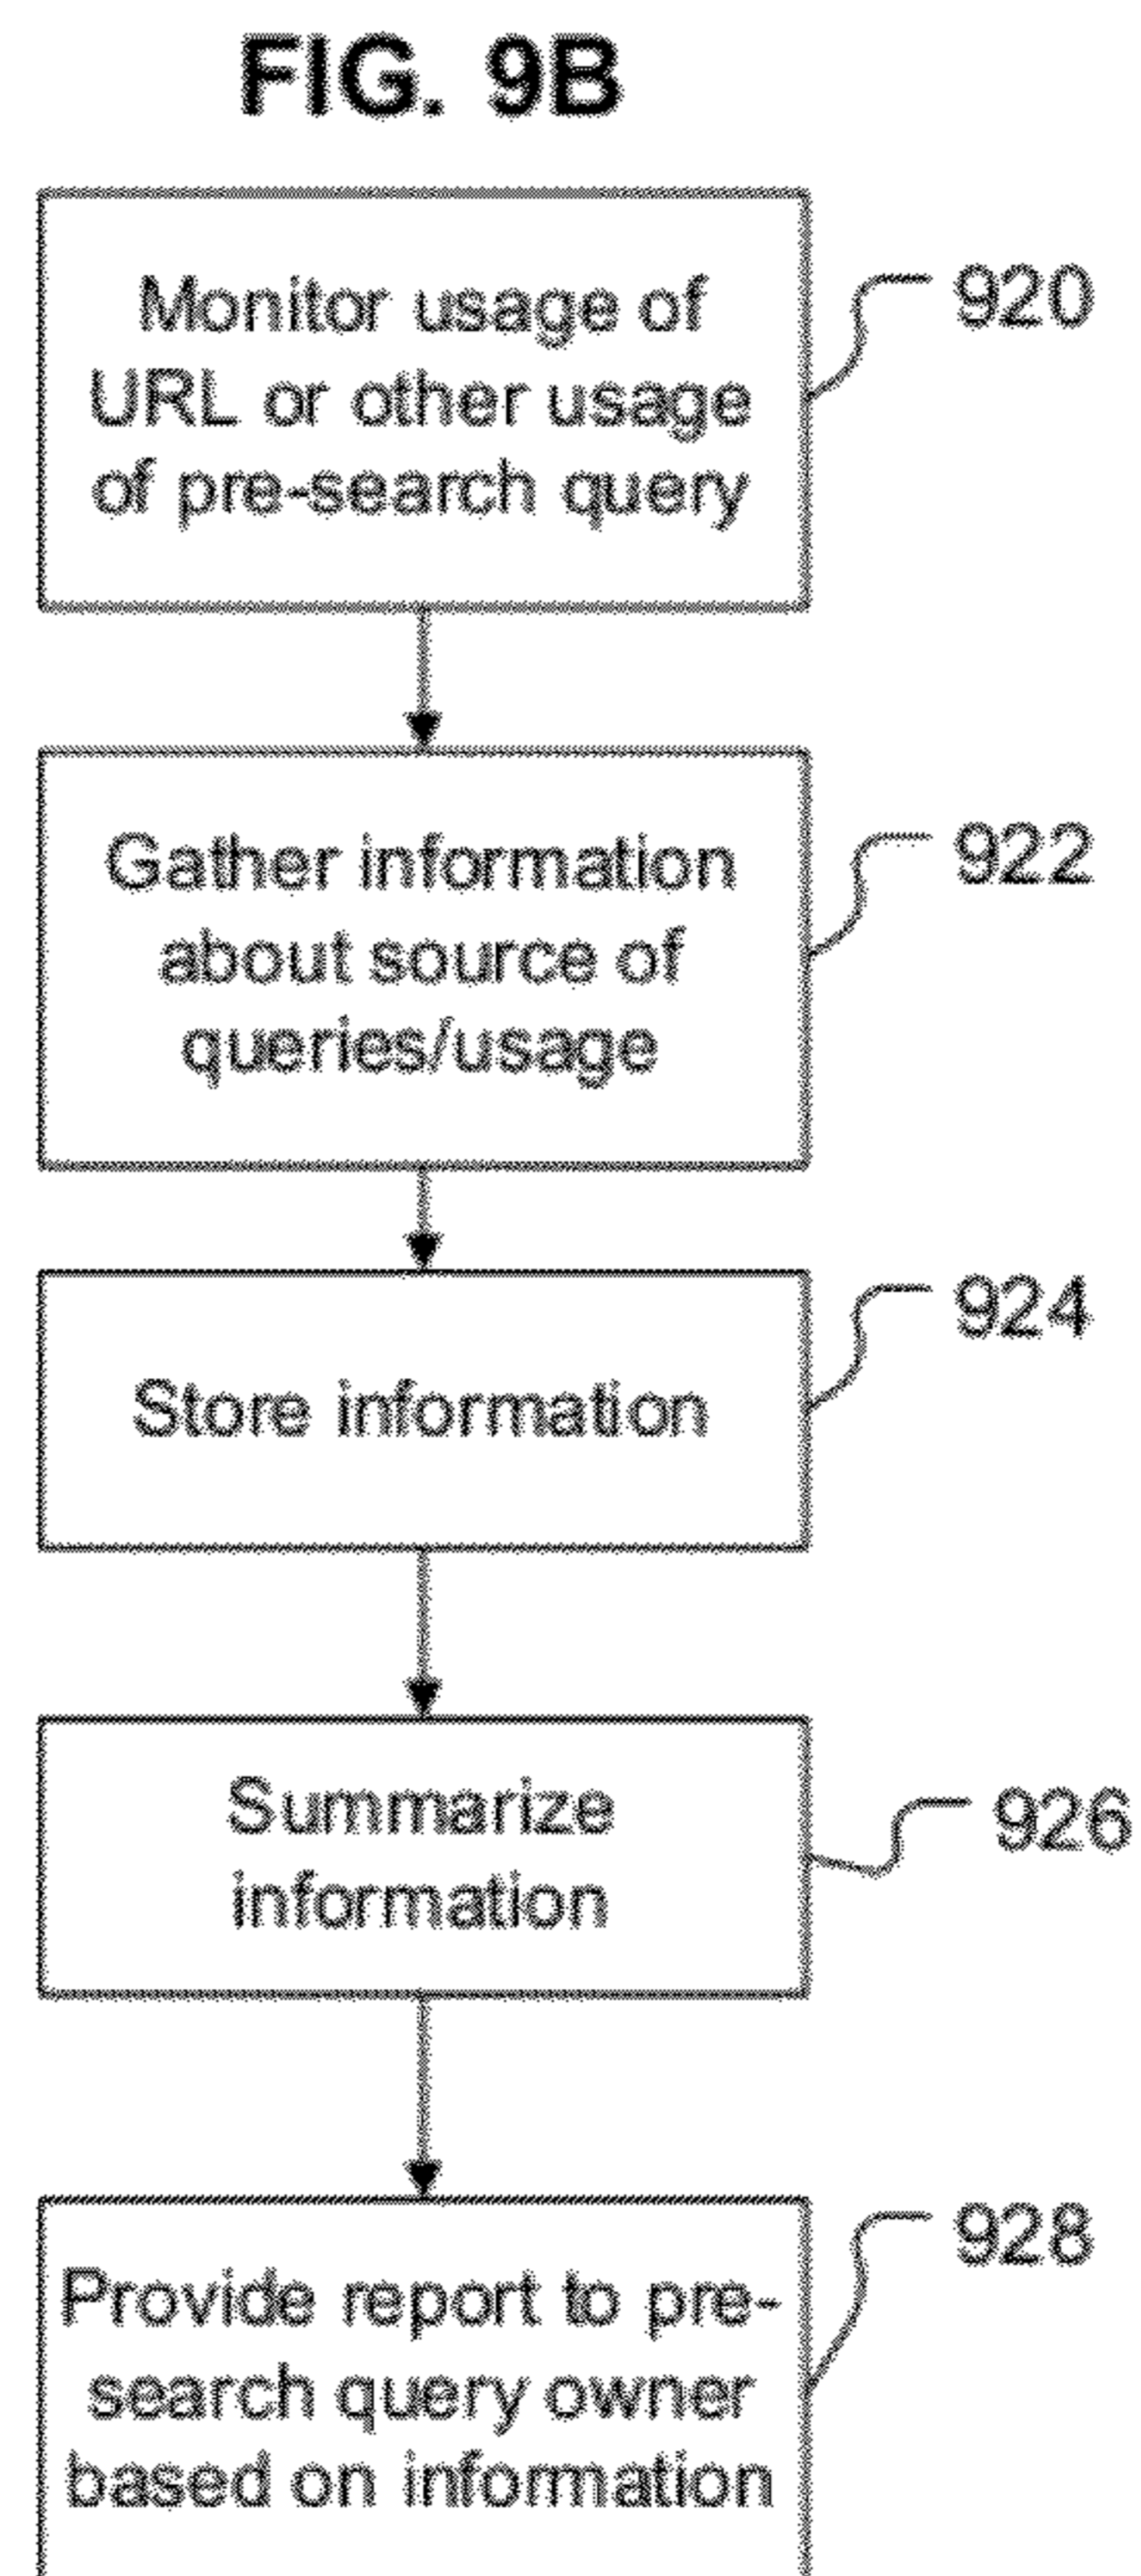 FIG. 9B
Monitor usage of
URL or other usage
of pre-search query
920
Gather information
about source of
queries/usage
922
Store information
924
Summarize
information
926
Provide report to pre-
search query owner
based on information
928